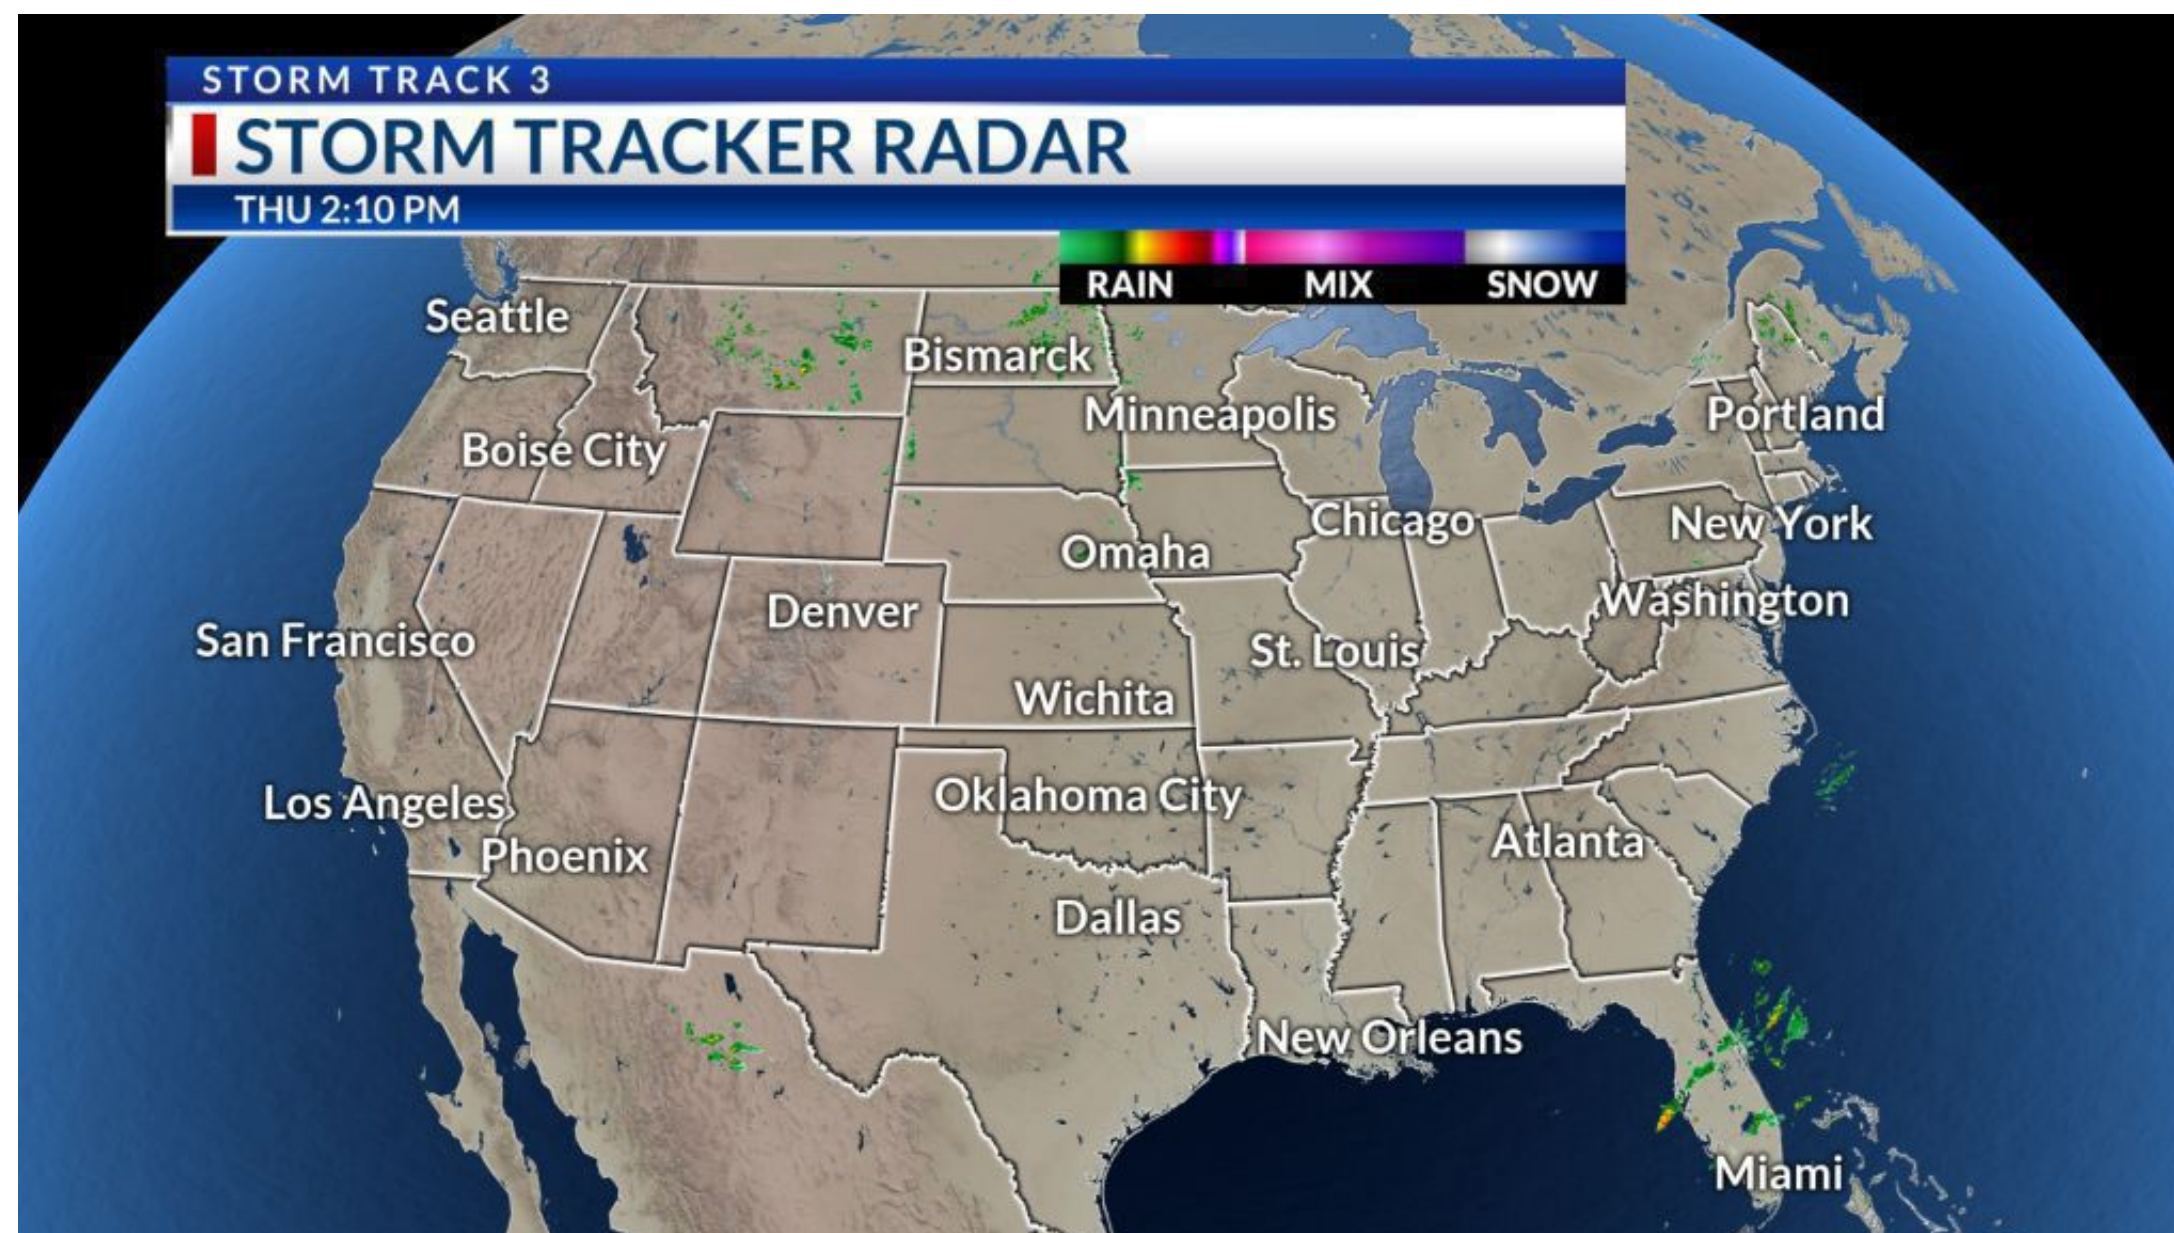 STORM TRACK 3
STORM TRACKER RADAR
THU 2:10 PM
RAIN MIX SNOW
Seattle
Bismarck
Minneapolis
Portland
Boise City
Chicago
New York
Omaha
Denver
Washington
San Francisco
St. Louis
Wichita
Los Angeles
Oklahoma City
Phoenix
Atlanta
Dallas
New Orleans
Miami